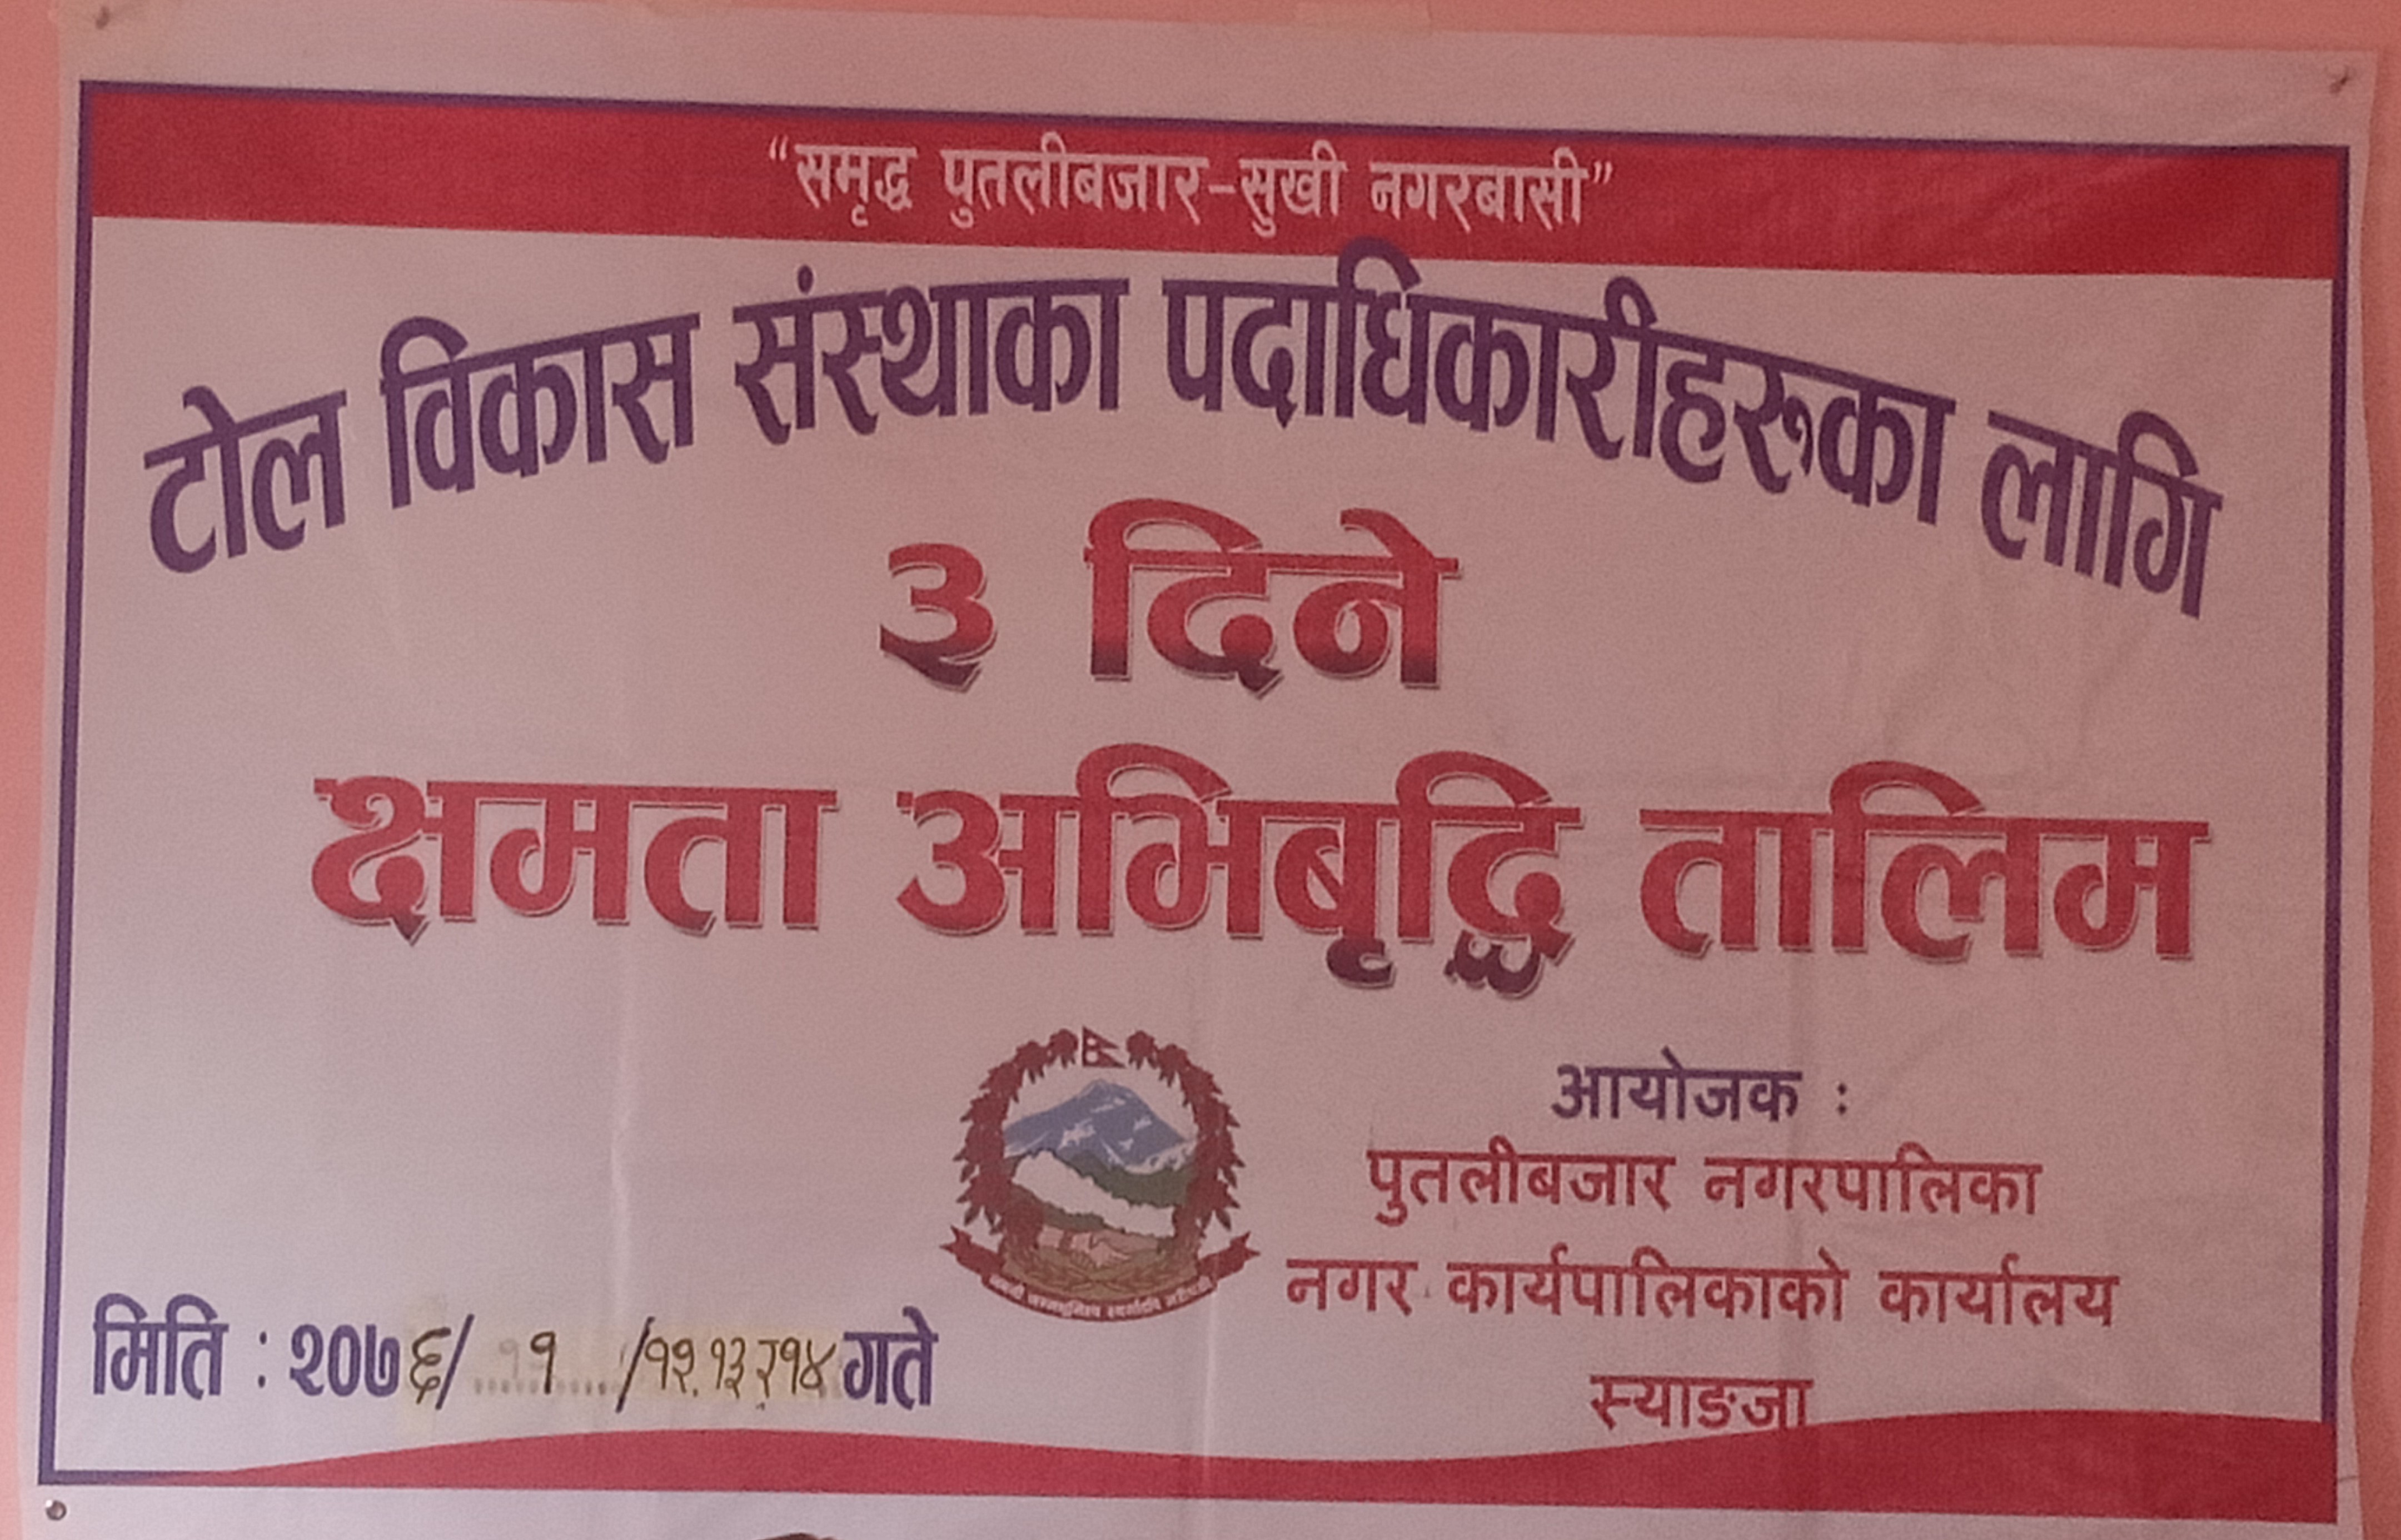 “समृद्ध पुतलीबजार-सुखी नगरबासी”
टोल विकास संस्थाका पदाधिकारीहरुका लागि
३ दिने
क्षमता अभिबृद्धि तालिम
आयोजक :
पुतलीबजार नगरपालिका
नगर कार्यपालिकाको कार्यालय
स्याङजा
मिति : २०७६/ १ /१२,१३ र १४ गते